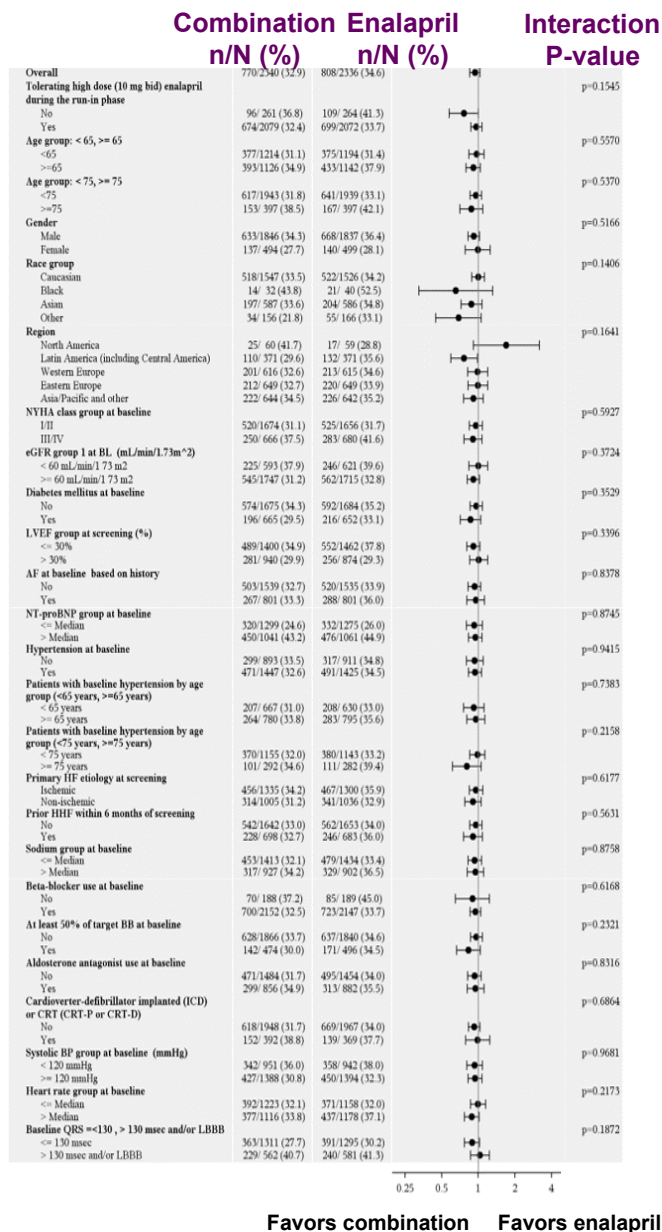 Combination Enalapril Interaction
n/N (%) n/N (%) P-value
Overall 770/2340 (32.9) 808/2336 (34.6)
Tolerating high dose (10 mg bid) enalapril p=0.1545
during the run-in phase
No 96/ 261 (36.8) 109/ 264 (41.3)
Yes 674/2079 (32.4) 699/2072 (33.7)
Age group: < 65, >= 65 p=0.5570
<65 377/1214 (31.1) 375/1194 (31.4)
>=65 393/1126 (34.9) 433/1142 (37.9)
Age group: < 75, >= 75 p=0.5370
<75 617/1943 (31.8) 641/1939 (33.1)
>=75 153/ 397 (38.5) 167/ 397 (42.1)
Gender p=0.5166
Male 633/1846 (34.3) 668/1837 (36.4)
Female 137/ 494 (27.7) 140/ 499 (28.1)
Race group p=0.1406
Caucasian 518/1547 (33.5) 522/1526 (34.2)
Black 14/ 32 (43.8) 21/ 40 (52.5)
Asian 197/ 587 (33.6) 204/ 586 (34.8)
Other 34/ 156 (21.8) 55/ 166 (33.1)
Region p=0.1641
North America 25/ 60 (41.7) 17/ 59 (28.8)
Latin America (including Central America) 110/ 371 (29.6) 132/ 371 (35.6)
Western Europe 201/ 616 (32.6) 213/ 615 (34.6)
Eastern Europe 212/ 649 (32.7) 220/ 649 (33.9)
Asia/Pacific and other 222/ 644 (34.5) 226/ 642 (35.2)
NYHA class group at baseline p=0.5927
I/II 520/1674 (31.1) 525/1656 (31.7)
III/IV 250/ 666 (37.5) 283/ 680 (41.6)
eGFR group 1 at BL (mL/min/1.73m^2) p=0.3724
< 60 mL/min/1 73 m2 225/ 593 (37.9) 246/ 621 (39.6)
>= 60 mL/min/1 73 m2 545/1747 (31.2) 562/1715 (32.8)
Diabetes mellitus at baseline p=0.3529
No 574/1675 (34.3) 592/1684 (35.2)
Yes 196/ 665 (29.5) 216/ 652 (33.1)
LVEF group at screening (%) p=0.3396
<= 30% 489/1400 (34.9) 552/1462 (37.8)
> 30% 281/ 940 (29.9) 256/ 874 (29.3)
AF at baseline based on history p=0.8378
No 503/1539 (32.7) 520/1535 (33.9)
Yes 267/ 801 (33.3) 288/ 801 (36.0)
NT-proBNP group at baseline p=0.8745
<= Median 320/1299 (24.6) 332/1275 (26.0)
> Median 450/1041 (43.2) 476/1061 (44.9)
Hypertension at baseline p=0.9415
No 299/ 893 (33.5) 317/ 911 (34.8)
Yes 471/1447 (32.6) 491/1425 (34.5)
Patients with baseline hypertension by age p=0.7383
group (<65 years, >=65 years)
< 65 years 207/ 667 (31.0) 208/ 630 (33.0)
>= 65 years 264/ 780 (33.8) 283/ 795 (35.6)
Patients with baseline hypertension by age p=0.2158
group (<75 years, >=75 years)
< 75 years 370/1155 (32.0) 380/1143 (33.2)
>= 75 years 101/ 292 (34.6) 111/ 282 (39.4)
Primary HF etiology at screening p=0.6177
Ischemic 456/1335 (34.2) 467/1300 (35.9)
Non-ischemic 314/1005 (31.2) 341/1036 (32.9)
Prior HHF within 6 months of screening p=0.5631
No 542/1642 (33.0) 562/1653 (34.0)
Yes 228/ 698 (32.7) 246/ 683 (36.0)
Sodium group at baseline p=0.8758
<= Median 453/1413 (32.1) 479/1434 (33.4)
> Median 317/ 927 (34.2) 329/ 902 (36.5)
Beta-blocker use at baseline p=0.6168
No 70/ 188 (37.2) 85/ 189 (45.0)
Yes 700/2152 (32.5) 723/2147 (33.7)
At least 50% of target BB at baseline p=0.2321
No 628/1866 (33.7) 637/1840 (34.6)
Yes 142/ 474 (30.0) 171/ 496 (34.5)
Aldosterone antagonist use at baseline p=0.8316
No 471/1484 (31.7) 495/1454 (34.0)
Yes 299/ 856 (34.9) 313/ 882 (35.5)
Cardioverter-defibrillator implanted (ICD) p=0.6864
or CRT (CRT-P or CRT-D)
No 618/1948 (31.7) 669/1967 (34.0)
Yes 152/ 392 (38.8) 139/ 369 (37.7)
Systolic BP group at baseline (mmHg) p=0.9681
< 120 mmHg 342/ 951 (36.0) 358/ 942 (38.0)
>= 120 mmHg 427/1388 (30.8) 450/1394 (32.3)
Heart rate group at baseline p=0.2173
<= Median 392/1223 (32.1) 371/1158 (32.0)
> Median 377/1116 (33.8) 437/1178 (37.1)
Baseline QRS =<130 , > 130 msec and/or LBBB p=0.1872
<= 130 msec 363/1311 (27.7) 391/1295 (30.2)
> 130 msec and/or LBBB 229/ 562 (40.7) 240/ 581 (41.3)
0.25 0.5 1 2 4
Favors combination Favors enalapril